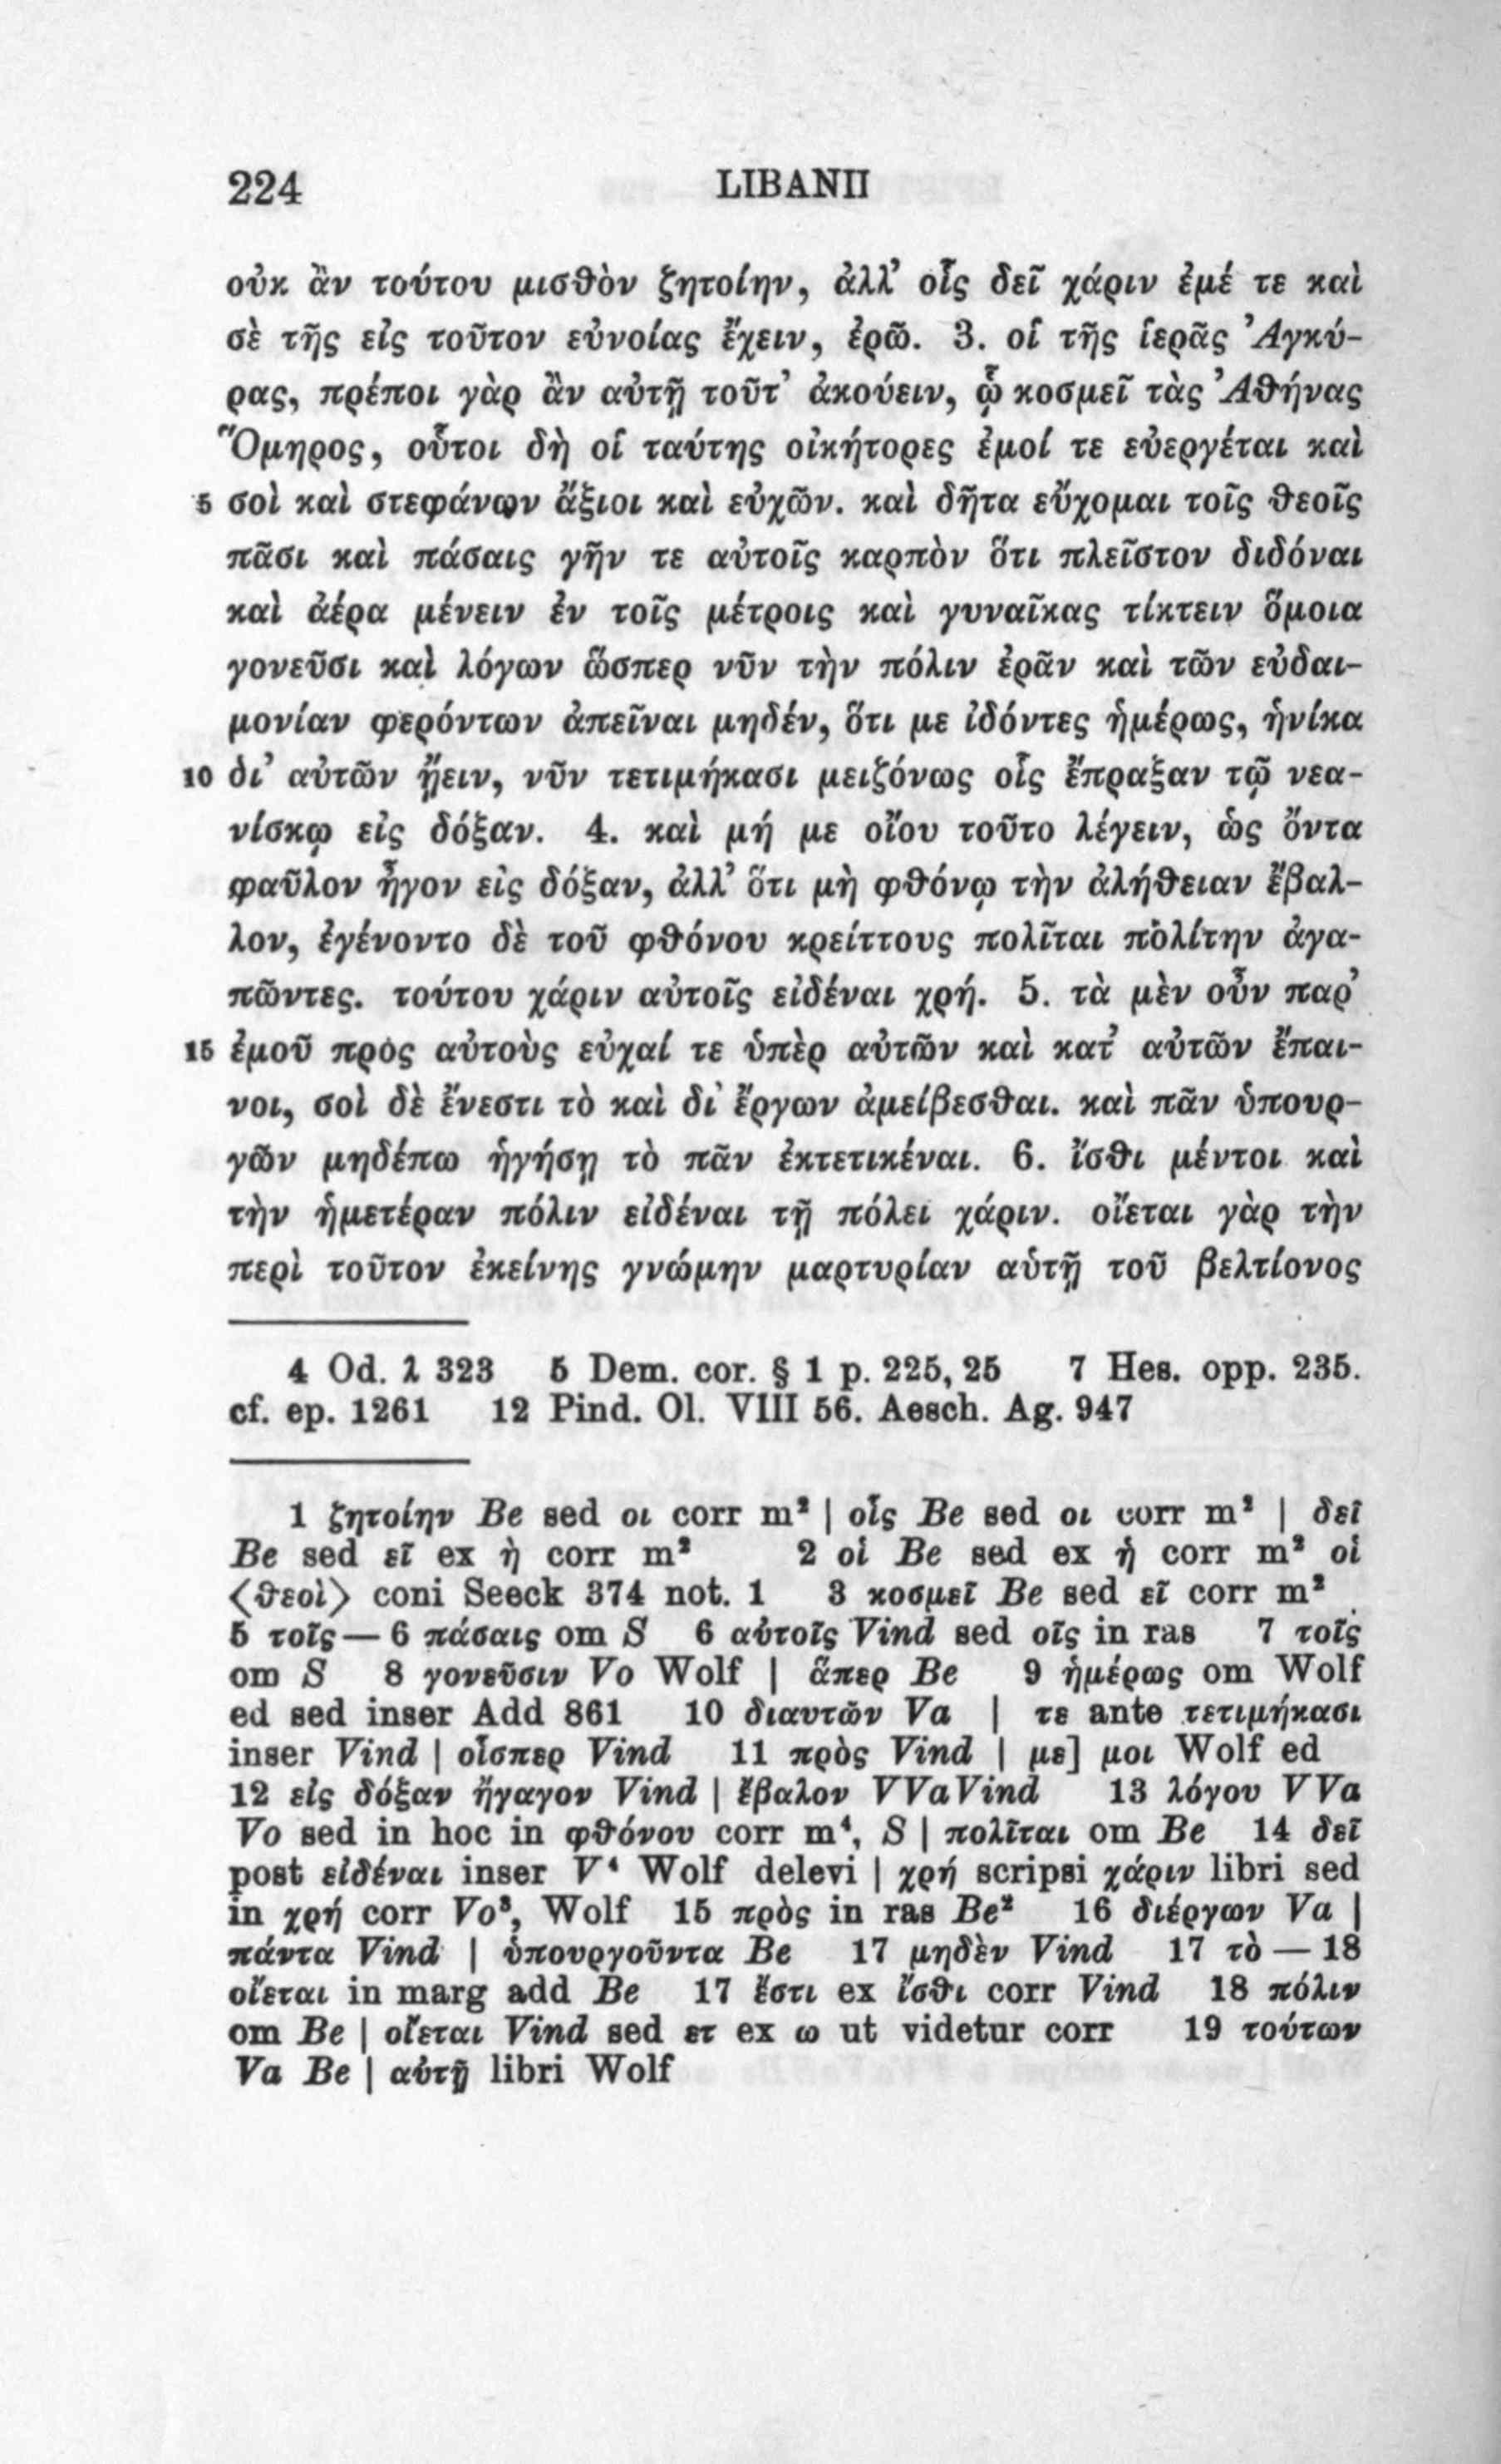 224 LIBANII
οὐκ ἂν τούτου μισθὸν ζητοίην, ἀλλ’ οἷς δεῖ χάριν ἐμέ τε καὶ
σὲ τῆς εἰς τοῦτον εὐνοίας ἔχειν, ἐρῶ. 3. οἱ τῆς ἱερᾶς Ἀγκύ-
ρας, πρέποι γὰρ ἂν αὐτῇ τοῦτ’ ἀκούειν, ᾧ κοσμεῖ τὰς Ἀθήνας
Ὅμηρος, οὗτοι δὴ οἱ ταύτης οἰκήτορες ἐμοί τε εὐεργέται καὶ
5 σοὶ καὶ στεφάνων ἄξιοι καὶ εὐχῶν. καὶ δῆτα εὔχομαι τοῖς θεοῖς
πᾶσι καὶ πάσαις γῆν τε αὐτοῖς καρπὸν ὅτι πλεῖστον διδόναι
καὶ ἀέρα μένειν ἐν τοῖς μέτροις καὶ γυναῖκας τίκτειν ὅμοια
γονεῦσι καὶ λόγων ὥσπερ νῦν τὴν πόλιν ἐρᾶν καὶ τῶν εὐδαι-
μονίαν φερόντων ἀπεῖναι μηδέν, ὅτι με ἰδόντες ἡμέρως, ἡνίκα
10 δι’ αὐτῶν ᾔειν, νῦν τετιμήκασι μειζόνως οἷς ἔπραξαν τῷ νεα-
νίσκῳ εἰς δόξαν. 4. καὶ μή με οἴου τοῦτο λέγειν, ὡς ὄντα
φαῦλον ἦγον εἰς δόξαν, ἀλλ’ ὅτι μὴ φθόνῳ τὴν ἀλήθειαν ἔβαλ-
λον, ἐγένοντο δὲ τοῦ φθόνου κρείττους πολῖται πολίτην ἀγα-
πῶντες. τούτου χάριν αὐτοῖς εἰδέναι χρή. 5. τὰ μὲν οὖν παρ’
15 ἐμοῦ πρὸς αὐτοὺς εὐχαί τε ὑπὲρ αὐτῶν καὶ κατ’ αὐτῶν ἔπαι-
νοι, σοὶ δὲ ἔνεστι τὸ καὶ δι’ ἔργων ἀμείβεσθαι. καὶ πᾶν ὑπουρ-
γῶν μηδέπω ἡγήσῃ τὸ πᾶν ἐκτετικέναι. 6. ἴσθι μέντοι καὶ
τὴν ἡμετέραν πόλιν εἰδέναι τῇ πόλει χάριν. οἴεται γὰρ τὴν
περὶ τοῦτον ἐκείνης γνώμην μαρτυρίαν αὑτῇ τοῦ βελτίονος
4 Od. λ 323 5 Dem. cor. § 1 p. 225, 25 7 Hes. opp. 235.
cf. ep. 1261 12 Pind. Ol. VIII 56. Aesch. Ag. 947
1 ζητοίην Be sed οι corr m² | οἷς Be sed οι corr m² | δεῖ
Be sed εῖ ex ὴ corr m² 2 οἱ Be sed ex ἡ corr m² οἱ
⟨θεοὶ⟩ coni Seeck 374 not. 1 3 κοσμεῖ Be sed εῖ corr m²
5 τοῖς — 6 πάσαις om S 6 αὐτοῖς Vind sed οῖς in ras 7 τοῖς
om S 8 γονεῦσιν Vo Wolf | ἅπερ Be 9 ἡμέρως om Wolf
ed sed inser Add 861 10 διαυτῶν Va | τε ante τετιμήκασι
inser Vind | οἷσπερ Vind 11 πρὸς Vind | με] μοι Wolf ed
12 εἰς δόξαν ἤγαγον Vind | ἔβαλον V Va Vind 13 λόγου V Va
Vo sed in hoc in φθόνου corr m⁴, S | πολῖται om Be 14 δεῖ
post εἰδέναι inser V⁴ Wolf delevi | χρή scripsi χάριν libri sed
in χρή corr Vo³, Wolf 15 πρὸς in ras Be² 16 διέργων Va |
πάντα Vind | ὑπουργοῦντα Be 17 μηδὲν Vind 17 τὸ — 18
οἴεται in marg add Be 17 ἔστι ex ἴσθι corr Vind 18 πόλιν
om Be | οἴεται Vind sed ετ ex ω ut videtur corr 19 τούτων
Va Be | αὐτῇ libri Wolf